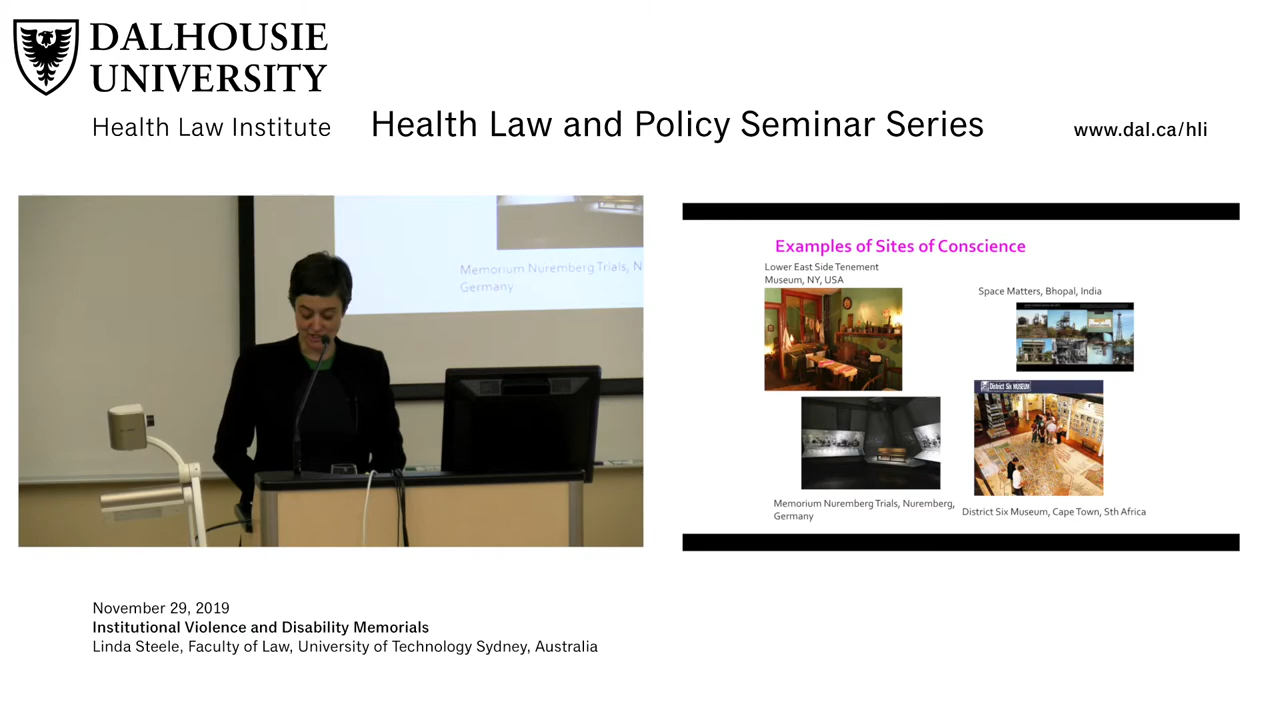 DALHOUSIE
UNIVERSITY
Health Law Institute
Health Law and Policy Seminar Series
www.dal.ca/hli
Memorium Nuremberg Trials, N
Germany
Examples of Sites of Conscience
Lower East Side Tenement
Museum, NY, USA
Space Matters, Bhopal, India
District Six MUSEUM
Memorium Nuremberg Trials, Nuremberg,
Germany
District Six Museum, Cape Town, Sth Africa
November 29, 2019
Institutional Violence and Disability Memorials
Linda Steele, Faculty of Law, University of Technology Sydney, Australia